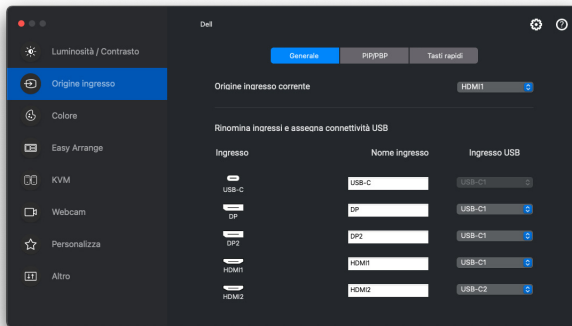 Dell
Luminosità / Contrasto
Origine ingresso
Colore
Easy Arrange
KVM
Webcam
Personalizza
Altro
Generale PIP/PBP Tasti rapidi
Origine ingresso corrente HDMI1
Rinomina ingressi e assegna connettività USB
Ingresso Nome ingresso Ingresso USB
USB-C USB-C USB-C1
DP DP USB-C1
DP2 DP2 USB-C1
HDMI1 HDMI1 USB-C1
HDMI2 HDMI2 USB-C2